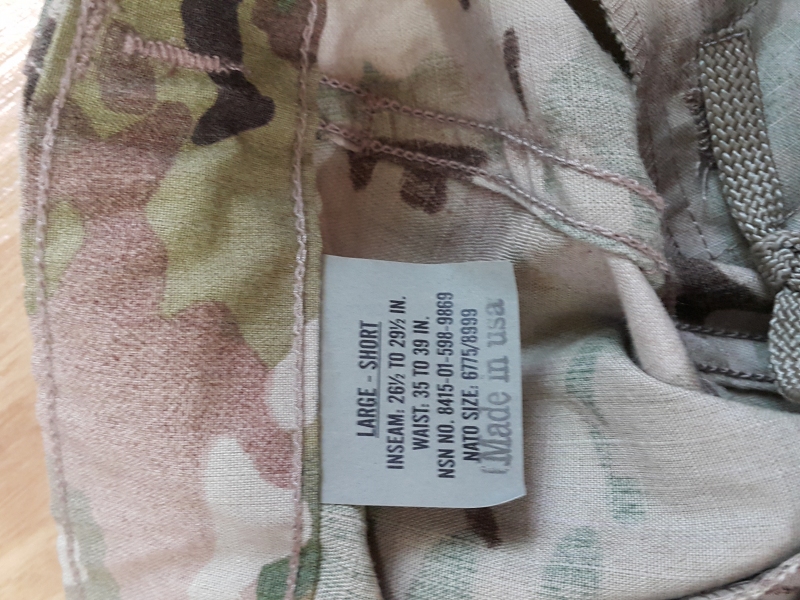 LARGE - SHORT
INSEAM: 26½ TO 29½ IN.
WAIST: 35 TO 39 IN.
NSN NO. 8415-01-598-9869
NATO SIZE: 6775/8999
Made in usa